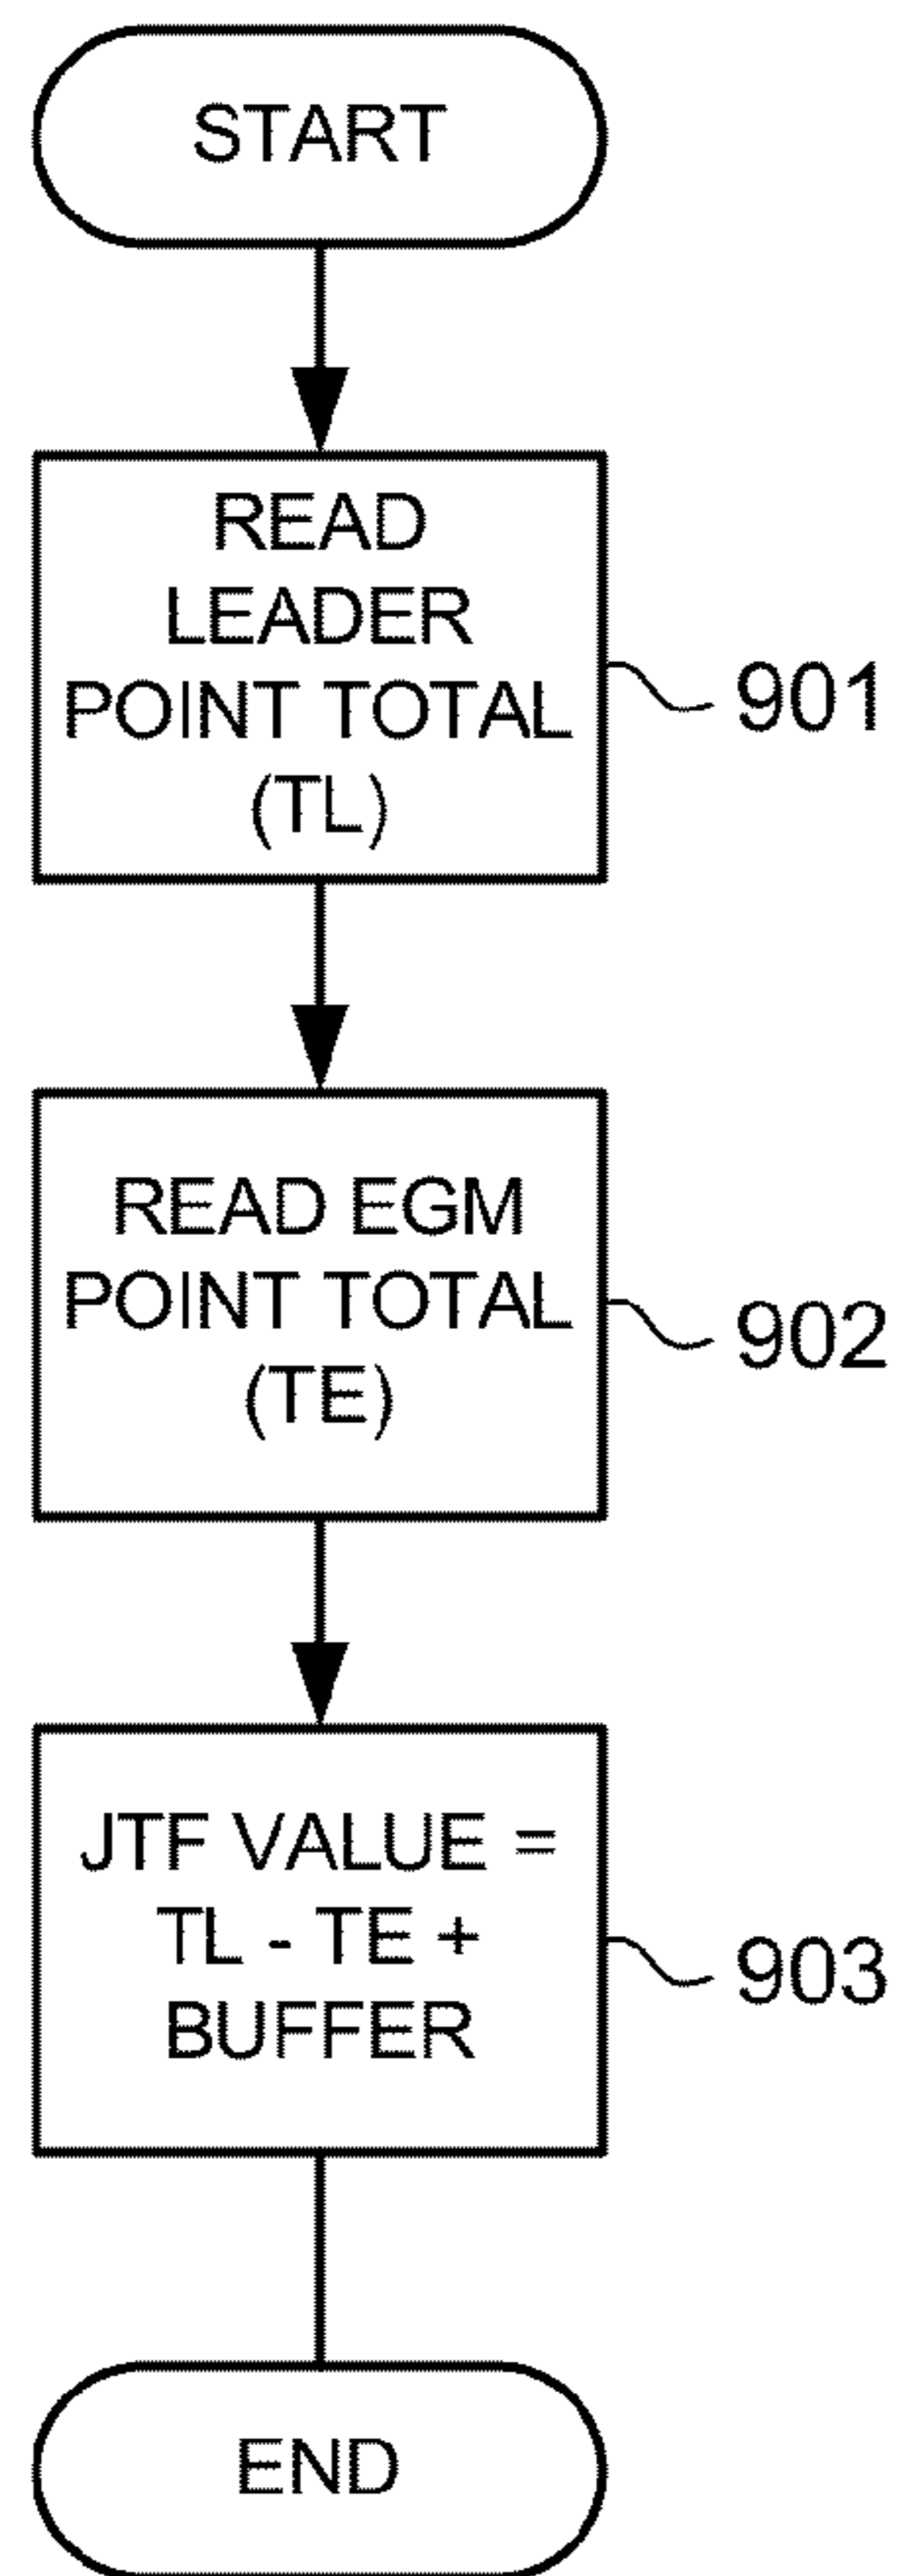 START
READ
LEADER
POINT TOTAL
(TL)
901
READ EGM
POINT TOTAL
(TE)
902
JTF VALUE =
TL - TE +
BUFFER
903
END